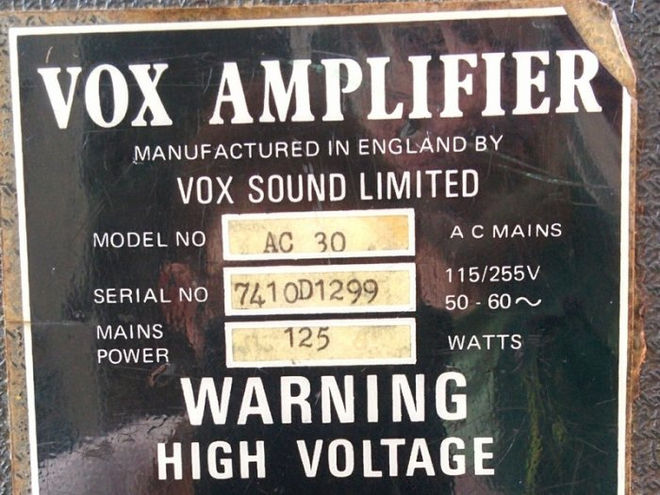 VOX AMPLIFIER
MANUFACTURED IN ENGLAND BY
VOX SOUND LIMITED
MODEL NO AC 30 A C MAINS
SERIAL NO 7410D1299 115/255V
50 - 60~
MAINS POWER 125 WATTS
WARNING
HIGH VOLTAGE